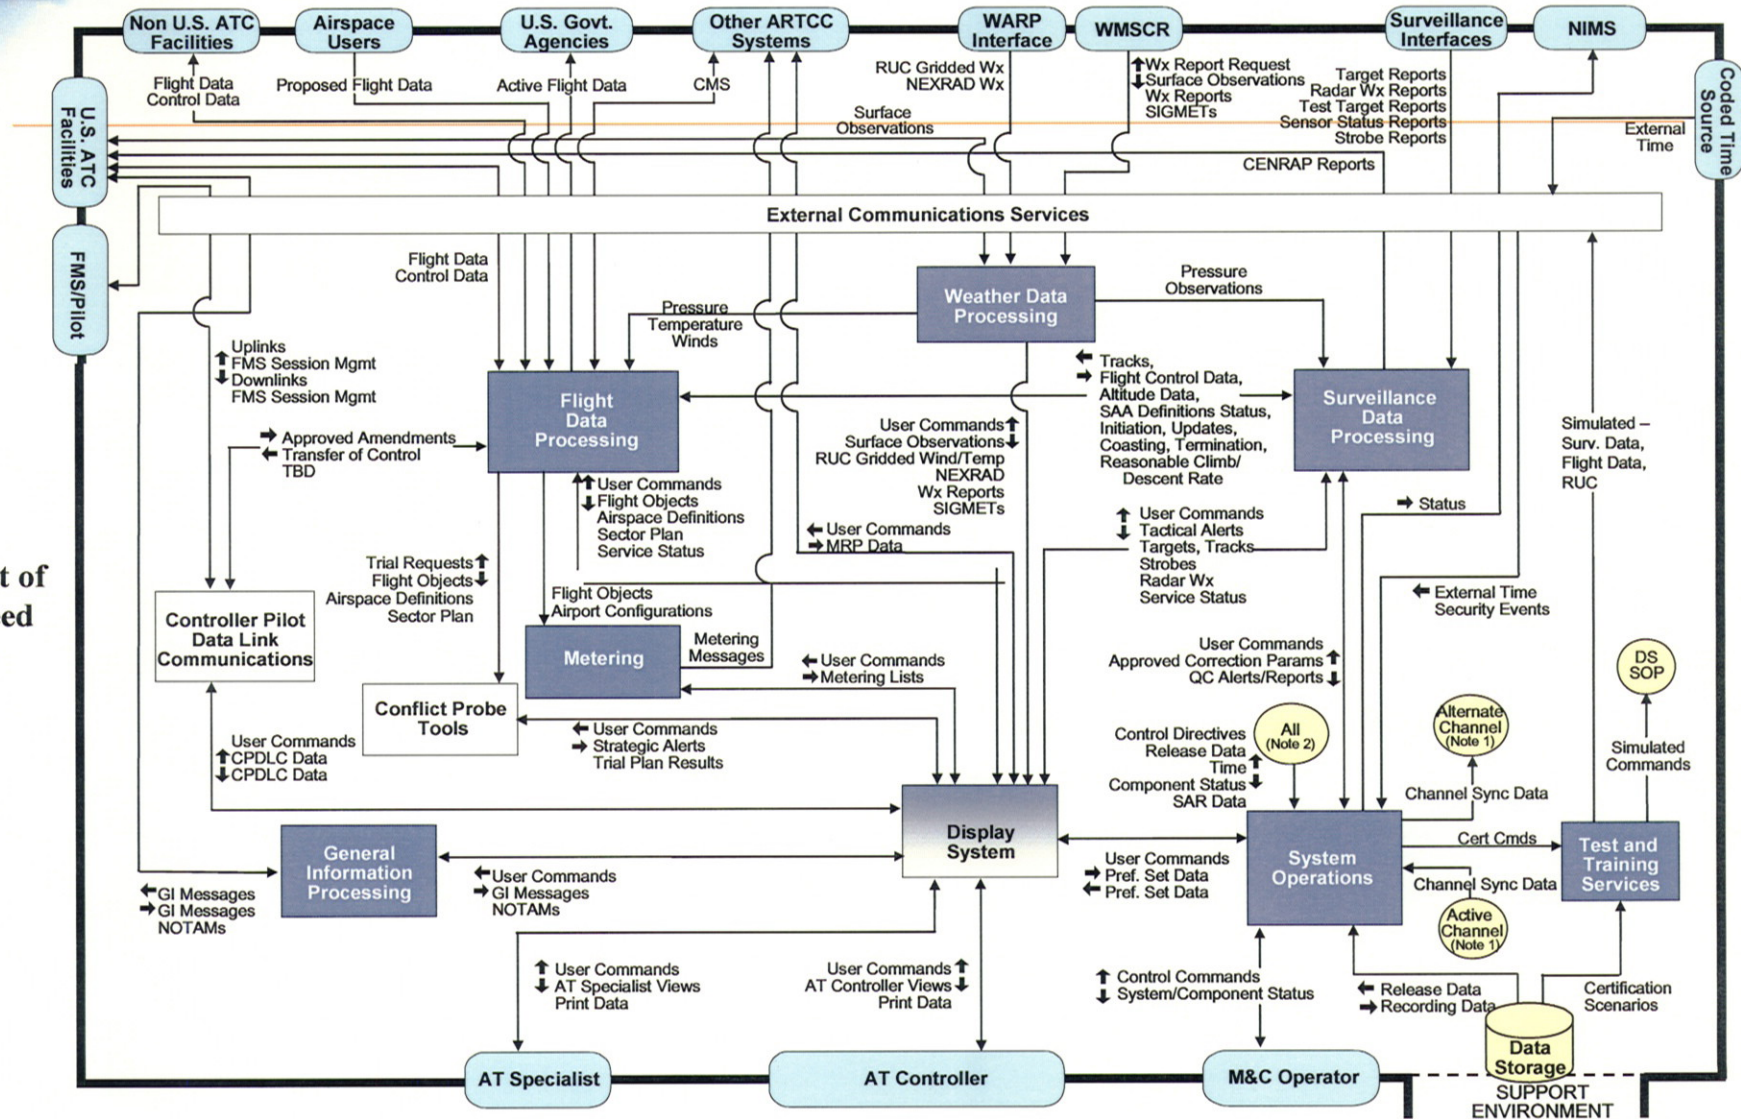 Non U.S. ATC
Facilities
Airspace
Users
U.S. Govt.
Agencies
Other ARTCC
Systems
WARP
Interface
WMSCR
Surveillance
Interfaces
NIMS
Coded Time
Source
U.S. ATC
Facilities
FMS/Pilot
Flight Data
Control Data
Proposed Flight Data
Active Flight Data
CMS
RUC Gridded Wx
NEXRAD Wx
Wx Report Request
Surface Observations
Wx Reports
SIGMETs
Target Reports
Radar Wx Reports
Test Target Reports
Sensor Status Reports
Strobe Reports
External
Time
Surface
Observations
CENRAP Reports
External Communications Services
Flight Data
Control Data
Weather Data
Processing
Pressure
Observations
Pressure
Temperature
Winds
Uplinks
FMS Session Mgmt
Downlinks
FMS Session Mgmt
Flight
Data
Processing
Tracks,
Flight Control Data,
Altitude Data,
SAA Definitions Status,
Initiation, Updates,
Coasting, Termination,
Reasonable Climb/
Descent Rate
Surveillance
Data
Processing
User Commands
Surface Observations
RUC Gridded Wind/Temp
NEXRAD
Wx Reports
SIGMETs
Simulated –
Surv. Data,
Flight Data,
RUC
Approved Amendments
Transfer of Control
TBD
User Commands
Flight Objects
Airspace Definitions
Sector Plan
Service Status
User Commands
MRP Data
User Commands
Tactical Alerts
Targets, Tracks
Strobes
Radar Wx
Service Status
Status
t of
ed
Trial Requests
Flight Objects
Airspace Definitions
Sector Plan
Flight Objects
Airport Configurations
External Time
Security Events
Controller Pilot
Data Link
Communications
Metering
Metering
Messages
User Commands
Metering Lists
User Commands
Approved Correction Params
QC Alerts/Reports
DS
SOP
Conflict Probe
Tools
User Commands
Strategic Alerts
Trial Plan Results
User Commands
CPDLC Data
CPDLC Data
Control Directives
Release Data
Time
Component Status
SAR Data
All
(Note 2)
Alternate
Channel
(Note 1)
Simulated
Commands
Channel Sync Data
Display
System
General
Information
Processing
User Commands
GI Messages
NOTAMs
GI Messages
GI Messages
NOTAMs
User Commands
Pref. Set Data
Pref. Set Data
System
Operations
Cert Cmds
Test and
Training
Services
Channel Sync Data
Active
Channel
(Note 1)
User Commands
AT Specialist Views
Print Data
User Commands
AT Controller Views
Print Data
Control Commands
System/Component Status
Release Data
Recording Data
Certification
Scenarios
Data
Storage
AT Specialist
AT Controller
M&C Operator
SUPPORT
ENVIRONMENT